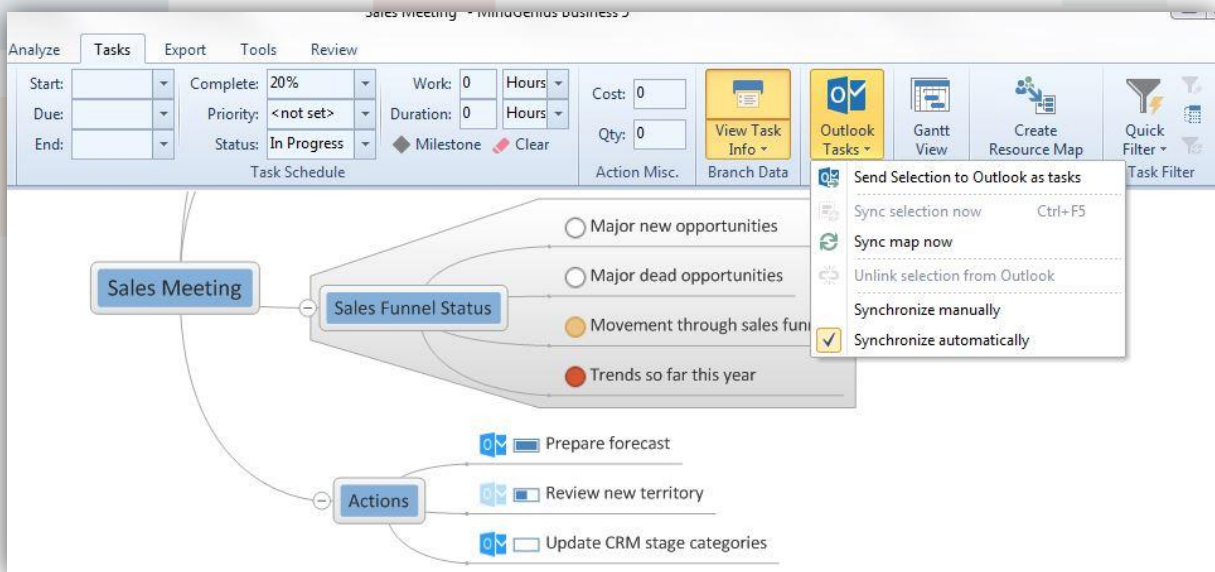 Sales Meeting - MindGenius Business 5
Analyze Tasks Export Tools Review
Start: Complete: 20% Work: 0 Hours
Due: Priority: <not set> Duration: 0 Hours
End: Status: In Progress Milestone Clear
Task Schedule
Cost: 0
Qty: 0
Action Misc.
View Task
Info
Branch Data
Outlook
Tasks
Gantt
View
Create
Resource Map
Quick
Filter
Task Filter
Send Selection to Outlook as tasks
Sync selection now Ctrl+F5
Sync map now
Unlink selection from Outlook
Synchronize manually
Synchronize automatically
Sales Meeting
Sales Funnel Status
Major new opportunities
Major dead opportunities
Movement through sales fun
Trends so far this year
Actions
Prepare forecast
Review new territory
Update CRM stage categories